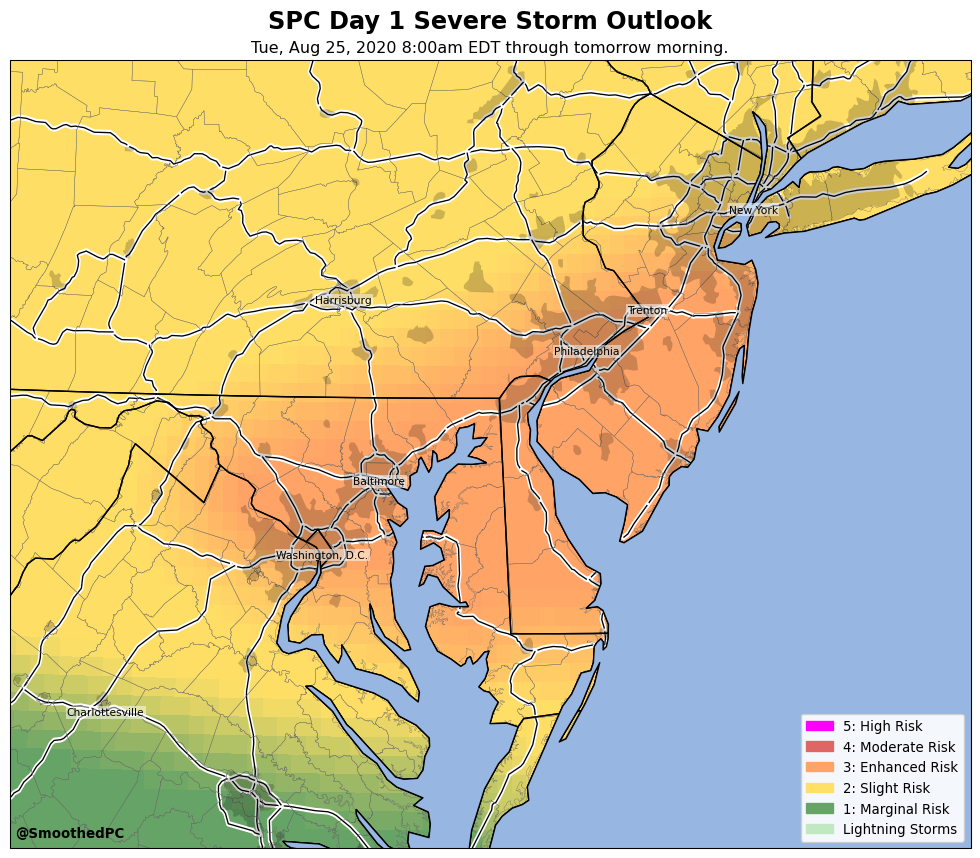 SPC Day 1 Severe Storm Outlook
Tue, Aug 25, 2020 8:00am EDT through tomorrow morning.
New York
Harrisburg
Trenton
Philadelphia
Baltimore
Washington, D.C.
Charlottesville
5: High Risk
4: Moderate Risk
3: Enhanced Risk
2: Slight Risk
1: Marginal Risk
Lightning Storms
@SmoothedPC